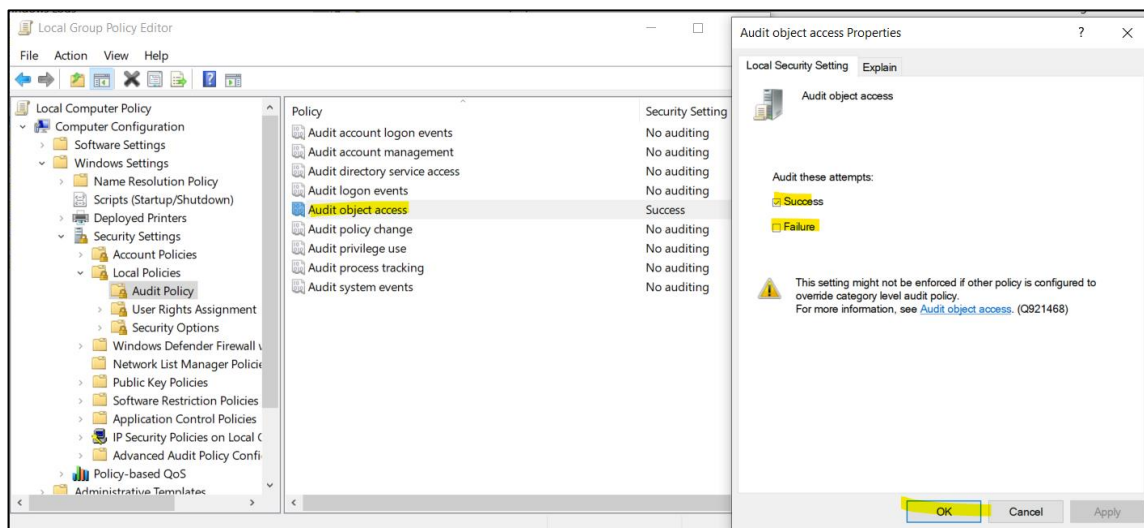 Local Group Policy Editor
File Action View Help
Local Computer Policy
Computer Configuration
Software Settings
Windows Settings
Name Resolution Policy
Scripts (Startup/Shutdown)
Deployed Printers
Security Settings
Account Policies
Local Policies
Audit Policy
User Rights Assignment
Security Options
Windows Defender Firewall
Network List Manager Policie
Public Key Policies
Software Restriction Policies
Application Control Policies
IP Security Policies on Local C
Advanced Audit Policy Confi
Policy-based QoS
Administrative Templates
Policy Security Setting
Audit account logon events No auditing
Audit account management No auditing
Audit directory service access No auditing
Audit logon events No auditing
Audit object access Success
Audit policy change No auditing
Audit privilege use No auditing
Audit process tracking No auditing
Audit system events No auditing
Audit object access Properties
Local Security Setting Explain
Audit object access
Audit these attempts:
Success
Failure
This setting might not be enforced if other policy is configured to
override category level audit policy.
For more information, see Audit object access. (Q921468)
OK Cancel Apply